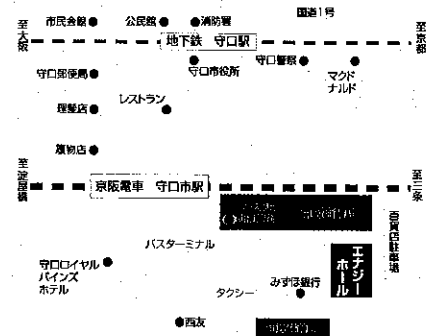 国道1号
市民会館
公民館
消防署
至大阪
地下鉄 守口駅
至京都
守口市役所
守口警察
守口郵便局
マクド
ナルド
レストラン
理髪店
履物店
至淀屋橋
京阪電車 守口市駅
至三条
百貨店駐車場
バスターミナル
エナジー
ホール
守口ロイヤル
パインズ
ホテル
みずほ銀行
タクシー
西友